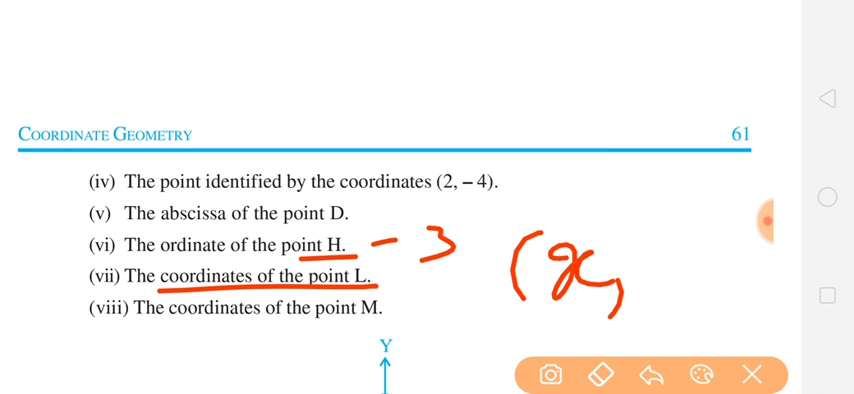 COORDINATE GEOMETRY 61
(iv) The point identified by the coordinates (2, – 4).
(v) The abscissa of the point D.
(vi) The ordinate of the point H. – 3
(vii) The coordinates of the point L. (x,
(viii) The coordinates of the point M.
Y